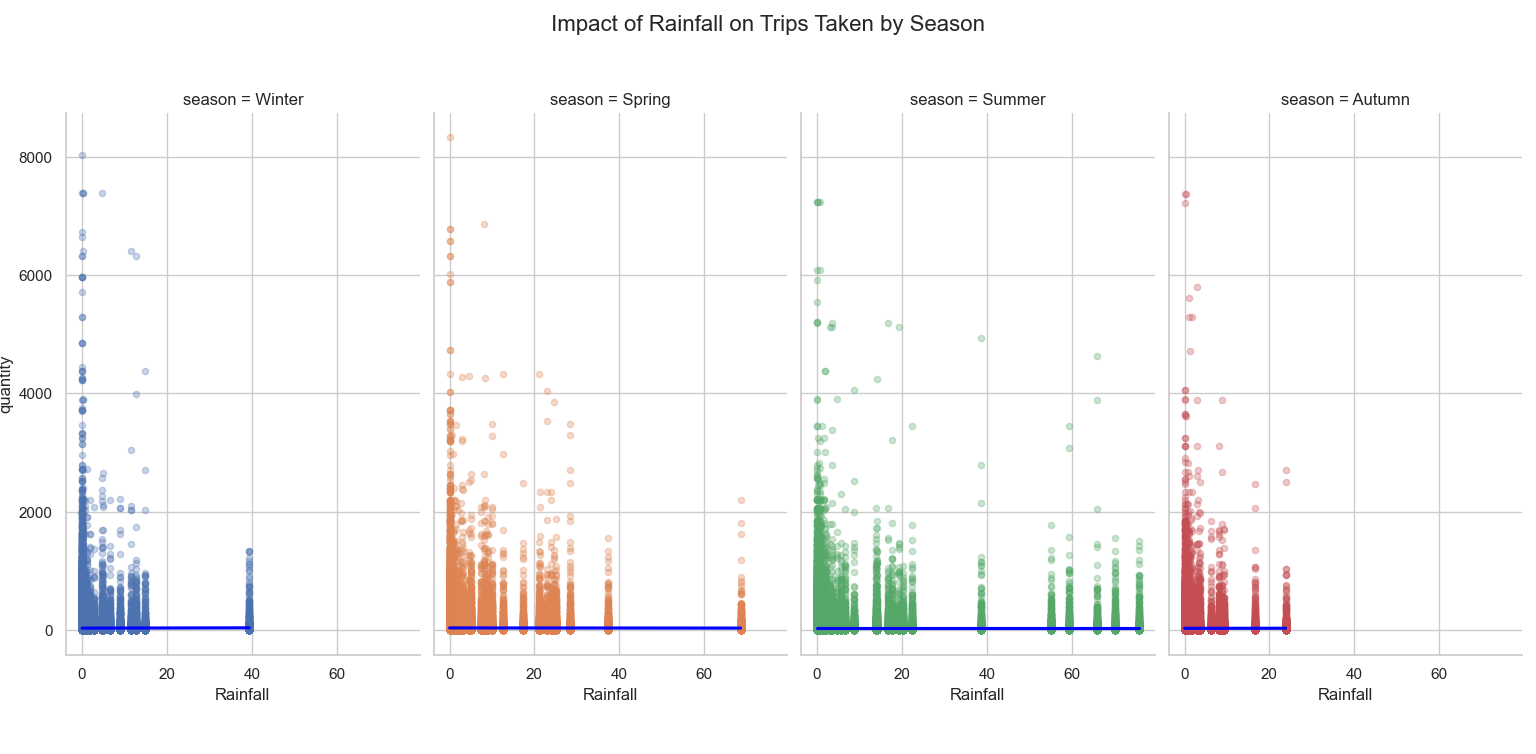 Impact of Rainfall on Trips Taken by Season
season = Winter
season = Spring
season = Summer
season = Autumn
quantity
8000
6000
4000
2000
0
0 20 40 60
0 20 40 60
0 20 40 60
0 20 40 60
Rainfall
Rainfall
Rainfall
Rainfall